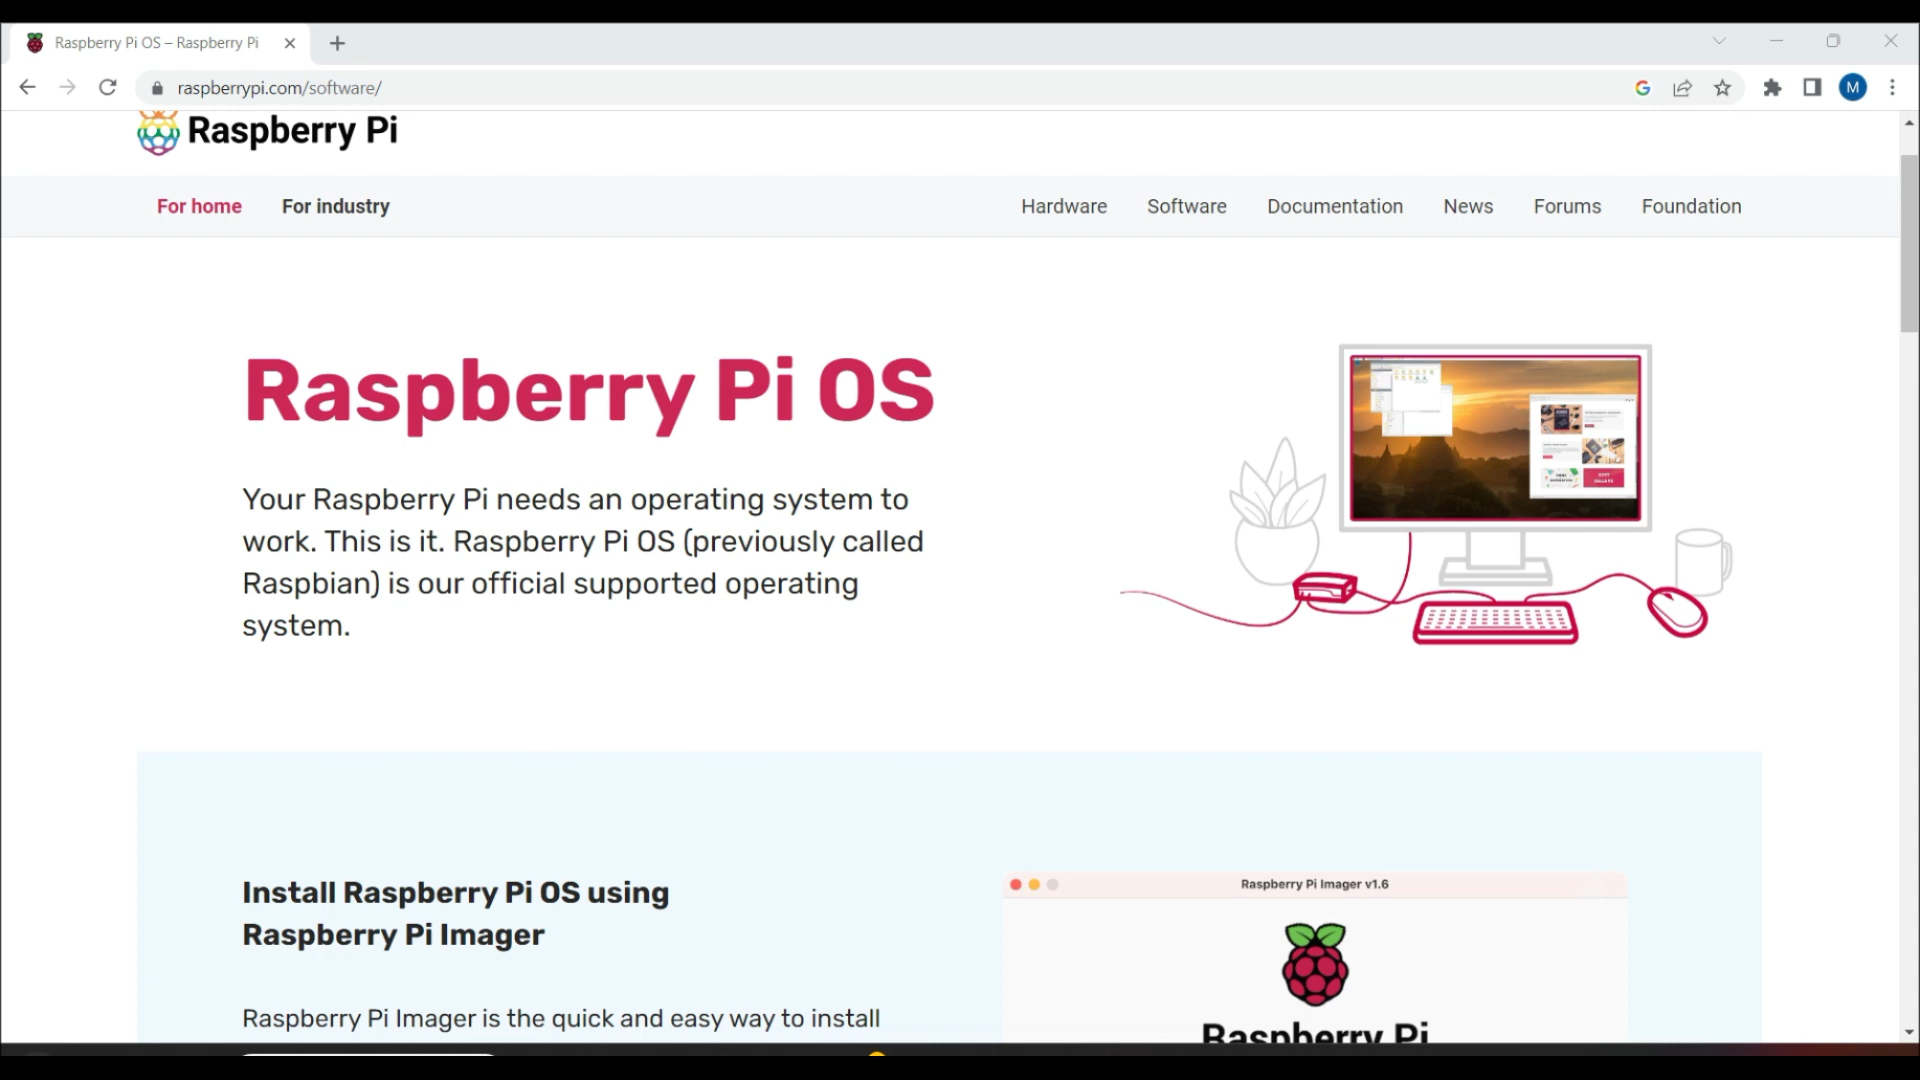 Raspberry Pi OS – Raspberry Pi
raspberrypi.com/software/
M
Raspberry Pi
For home
For industry
Hardware
Software
Documentation
News
Forums
Foundation
Raspberry Pi OS
Your Raspberry Pi needs an operating system to
work. This is it. Raspberry Pi OS (previously called
Raspbian) is our official supported operating
system.
Install Raspberry Pi OS using
Raspberry Pi Imager
Raspberry Pi Imager is the quick and easy way to install
Raspberry Pi Imager v1.6
Raspberry Pi